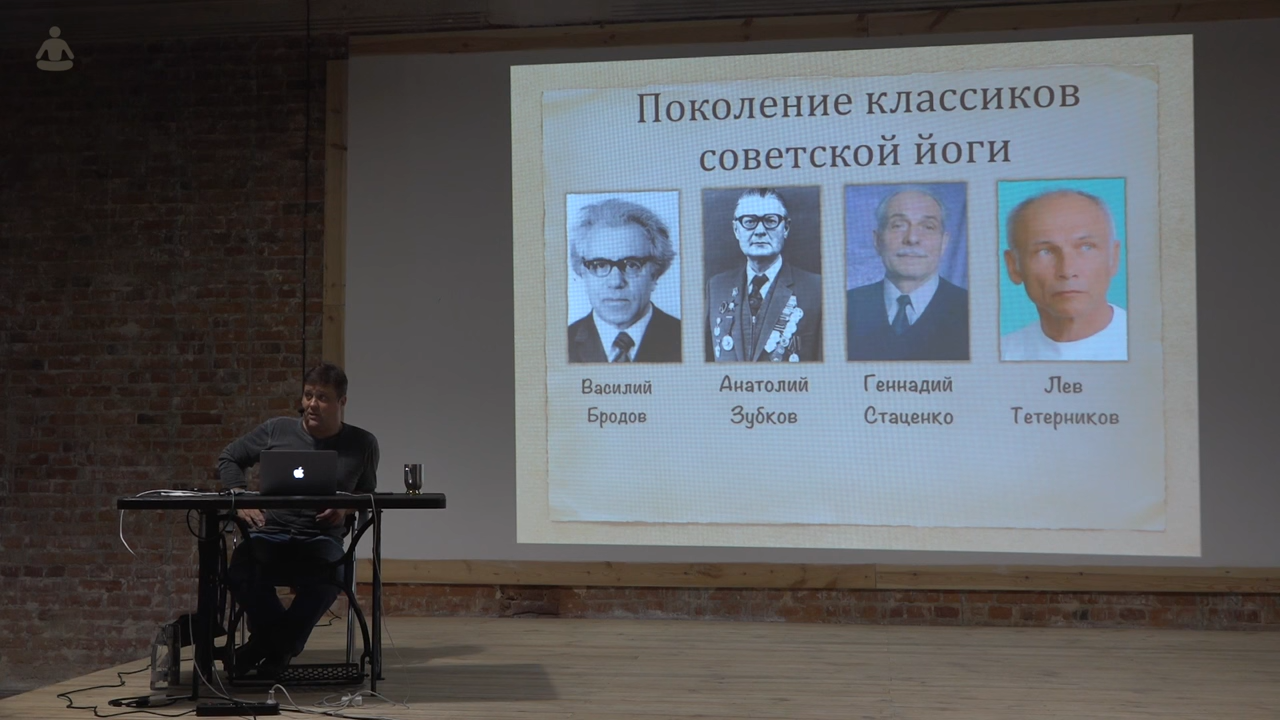 Поколение классиков
советской йоги
Василий
Бродов
Анатолий
Зубков
Геннадий
Стаценко
Лев
Тетерников